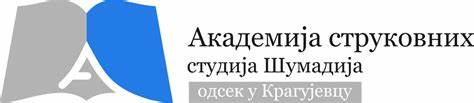 Академија струковних
студија Шумадија
одсек у Крагујевцу